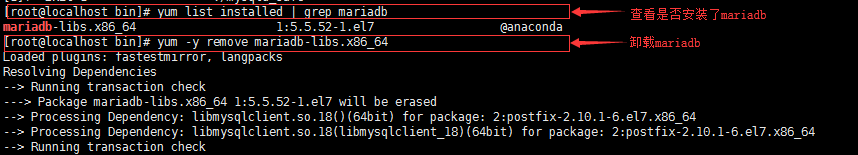 [root@localhost bin]# yum list installed | grep mariadb
查看是否安装了mariadb
mariadb-libs.x86_64 1:5.5.52-1.el7 @anaconda
[root@localhost bin]# yum -y remove mariadb-libs.x86_64
卸载mariadb
Loaded plugins: fastestmirror, langpacks
Resolving Dependencies
--> Running transaction check
---> Package mariadb-libs.x86_64 1:5.5.52-1.el7 will be erased
--> Processing Dependency: libmysqlclient.so.18()(64bit) for package: 2:postfix-2.10.1-6.el7.x86_64
--> Processing Dependency: libmysqlclient.so.18(libmysqlclient_18)(64bit) for package: 2:postfix-2.10.1-6.el7.x86_64
--> Running transaction check